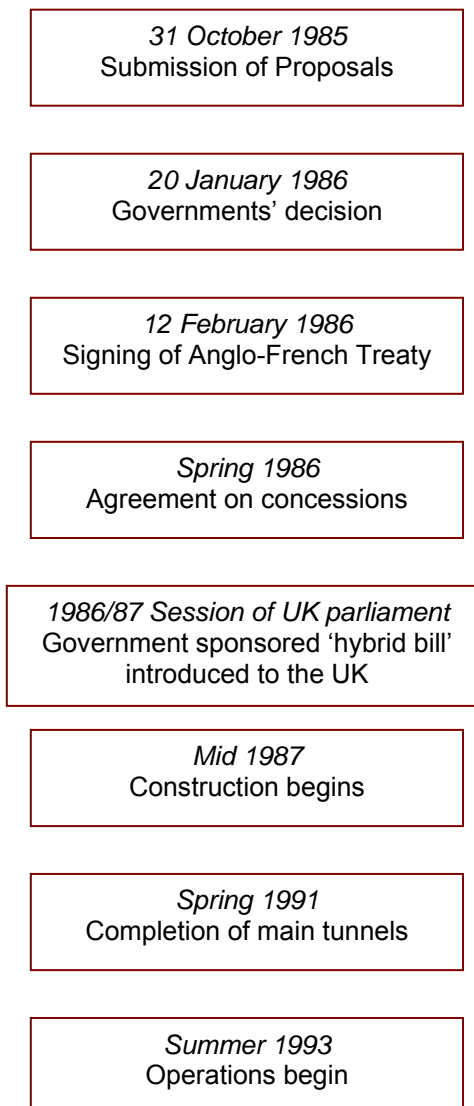 31 October 1985
Submission of Proposals
20 January 1986
Governments’ decision
12 February 1986
Signing of Anglo-French Treaty
Spring 1986
Agreement on concessions
1986/87 Session of UK parliament
Government sponsored ‘hybrid bill’
introduced to the UK
Mid 1987
Construction begins
Spring 1991
Completion of main tunnels
Summer 1993
Operations begin